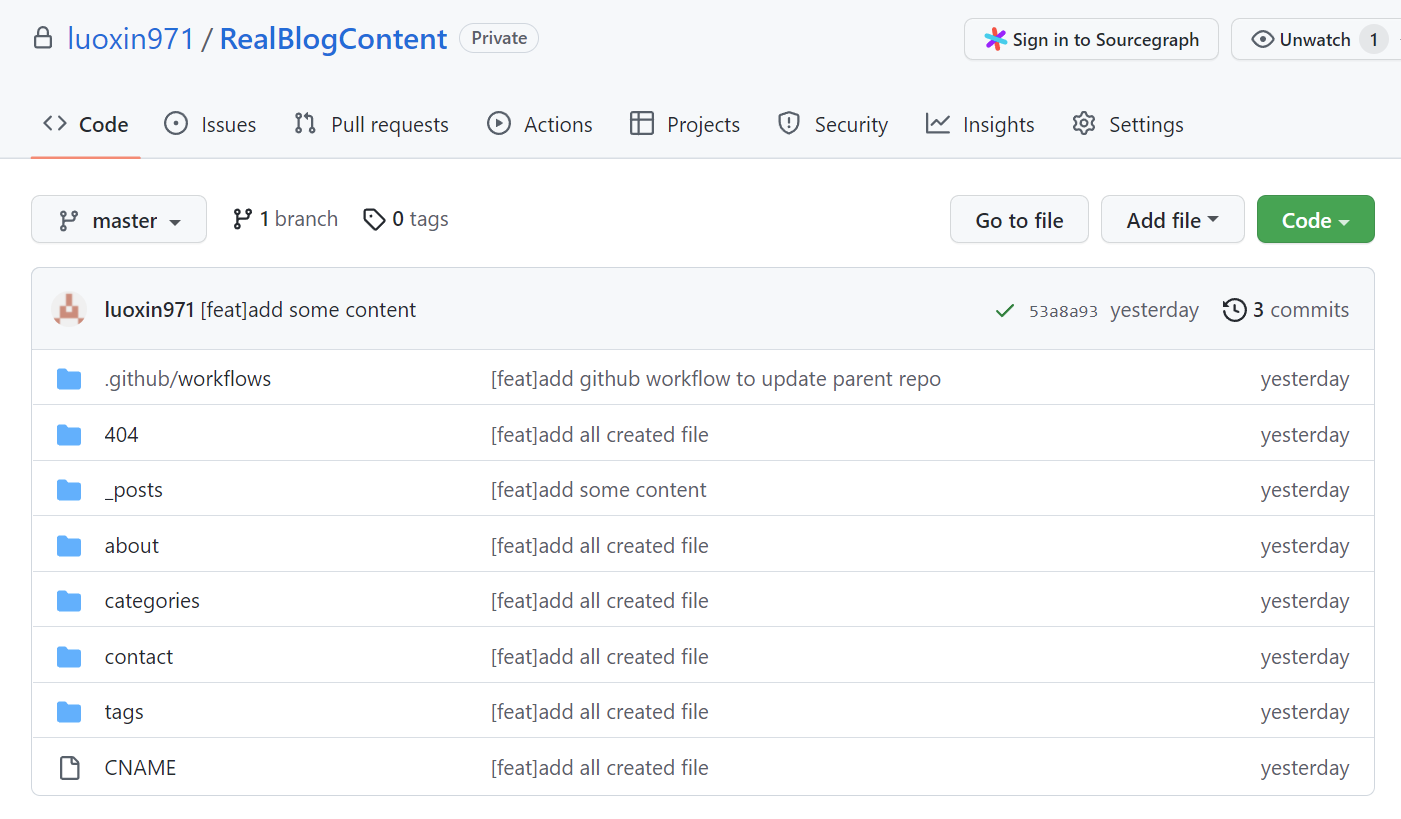 luoxin971 / RealBlogContent Private Sign in to Sourcegraph Unwatch 1
Code Issues Pull requests Actions Projects Security Insights Settings
master 1 branch 0 tags Go to file Add file Code
luoxin971 [feat]add some content 53a8a93 yesterday 3 commits
.github/workflows [feat]add github workflow to update parent repo yesterday
404 [feat]add all created file yesterday
_posts [feat]add some content yesterday
about [feat]add all created file yesterday
categories [feat]add all created file yesterday
contact [feat]add all created file yesterday
tags [feat]add all created file yesterday
CNAME [feat]add all created file yesterday